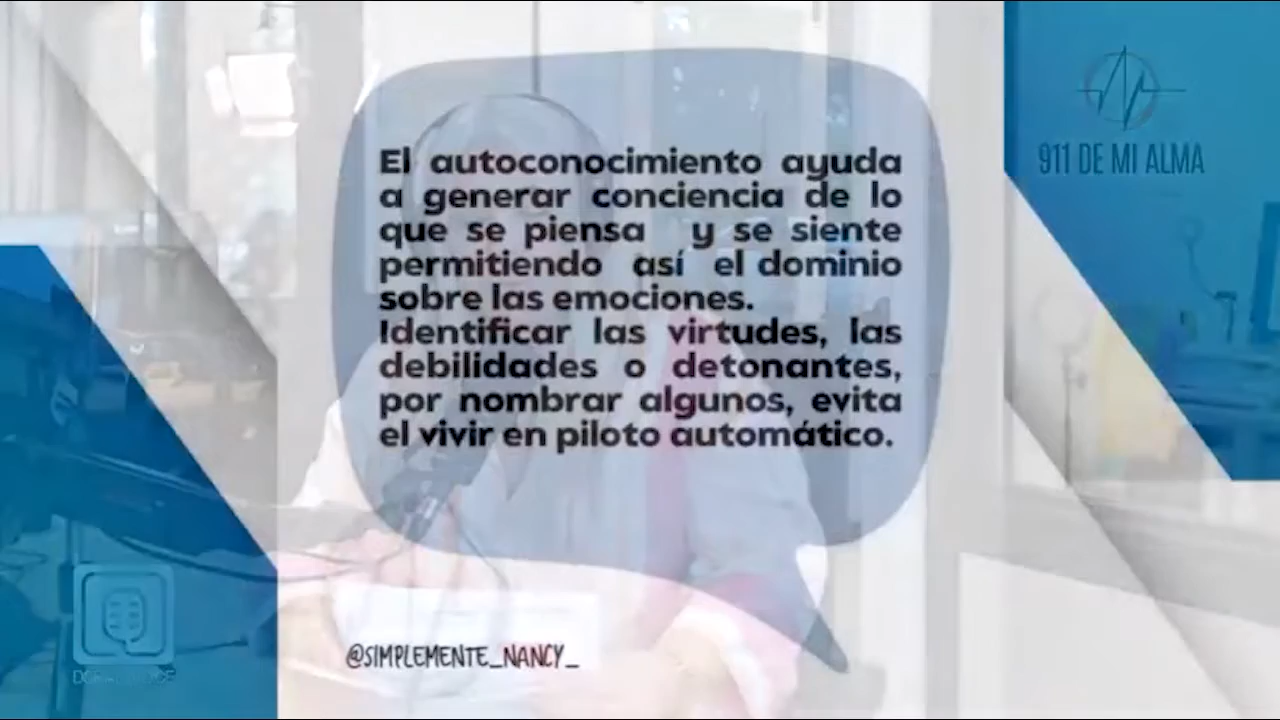 911 DE MI ALMA
El autoconocimiento ayuda
a generar conciencia de lo
que se piensa y se siente
permitiendo así el dominio
sobre las emociones.
Identificar las virtudes, las
debilidades o detonantes,
por nombrar algunos, evita
el vivir en piloto automático.
@SIMPLEMENTE_NANCY_